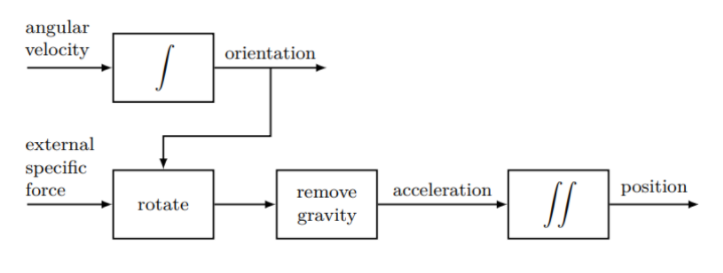 angular
velocity
∫
orientation
external
specific
force
rotate
remove
gravity
acceleration
∬
position